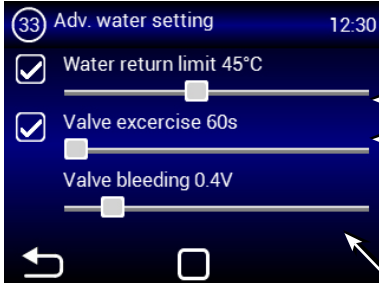 33 Adv. water setting 12:30
Water return limit 45°C
Valve excercise 60s
Valve bleeding 0.4V